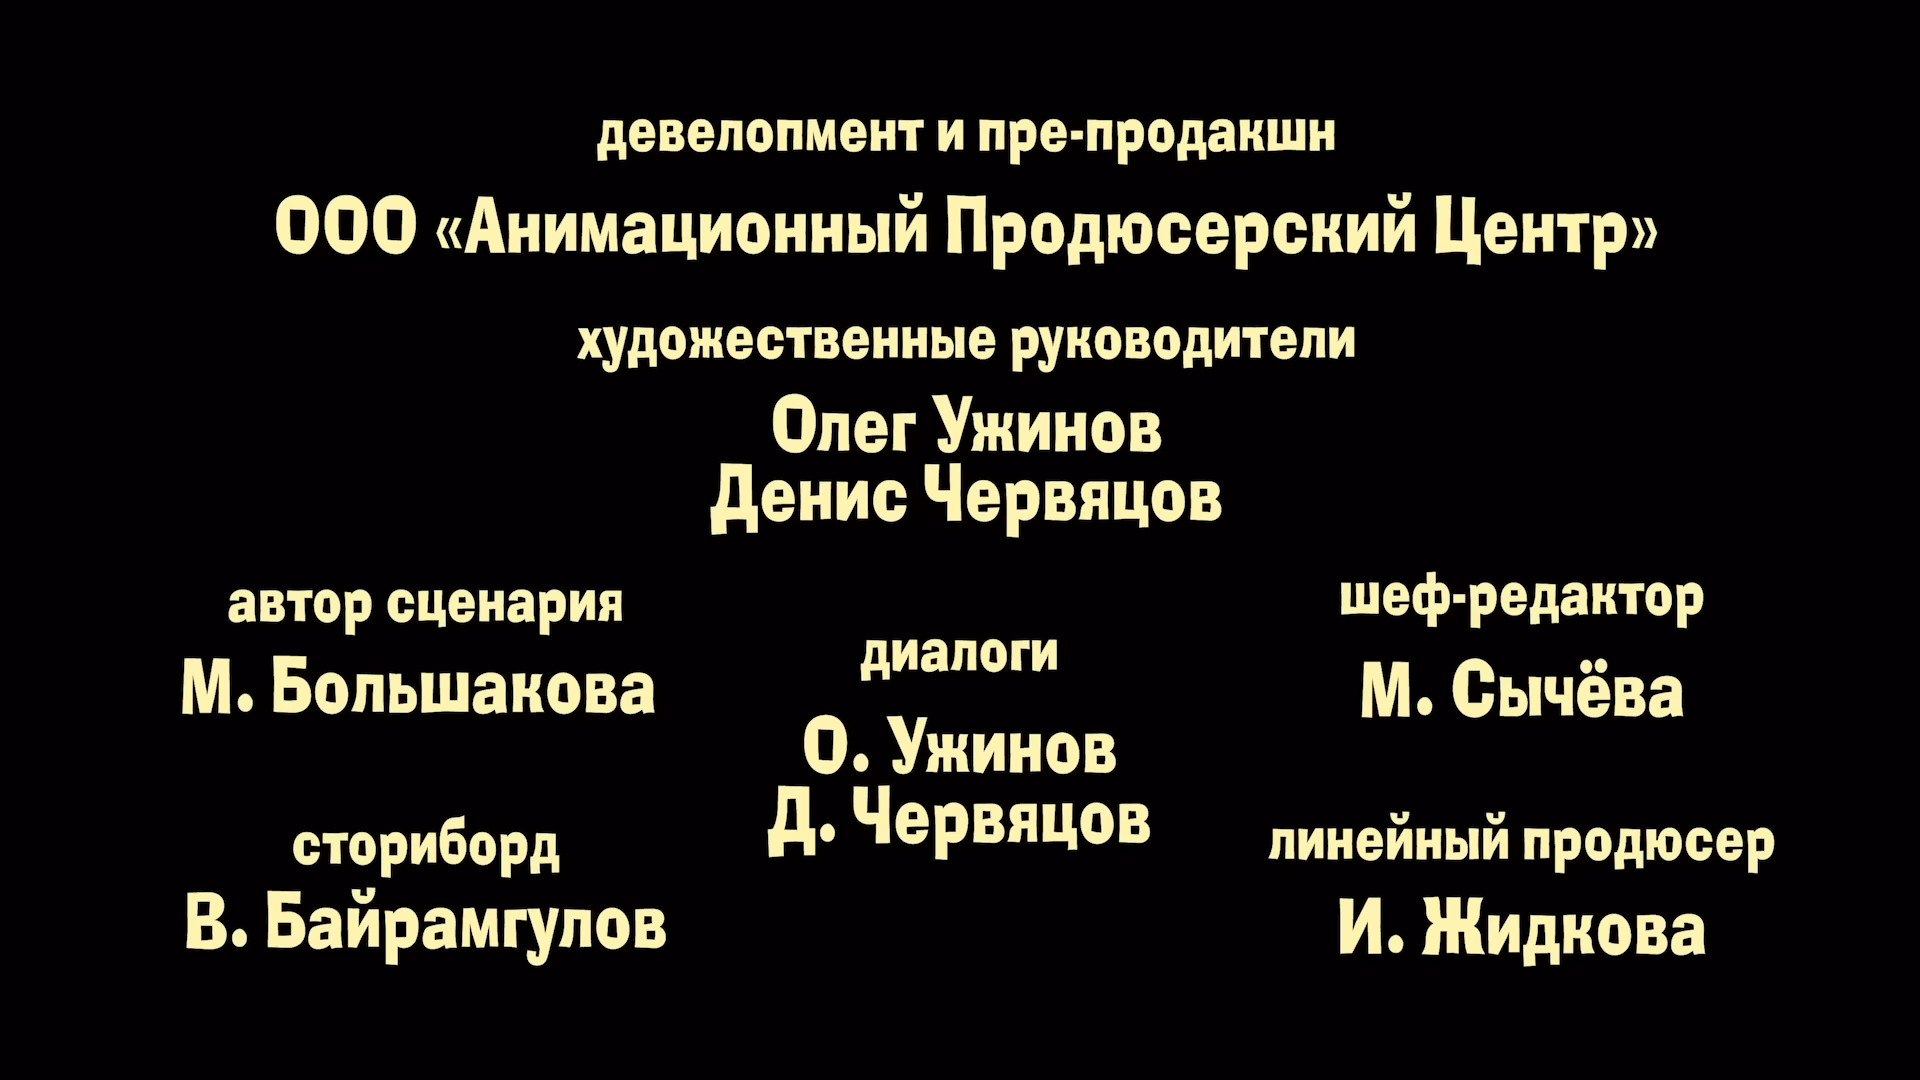 девелопмент и пре-продакшн
ООО «Анимационный Продюсерский Центр»
художественные руководители
Олег Ужинов
Денис Червяцов
автор сценария
М. Большакова
сториборд
В. Байрамгулов
диалоги
О. Ужинов
Д. Червяцов
шеф-редактор
М. Сычёва
линейный продюсер
И. Жидкова